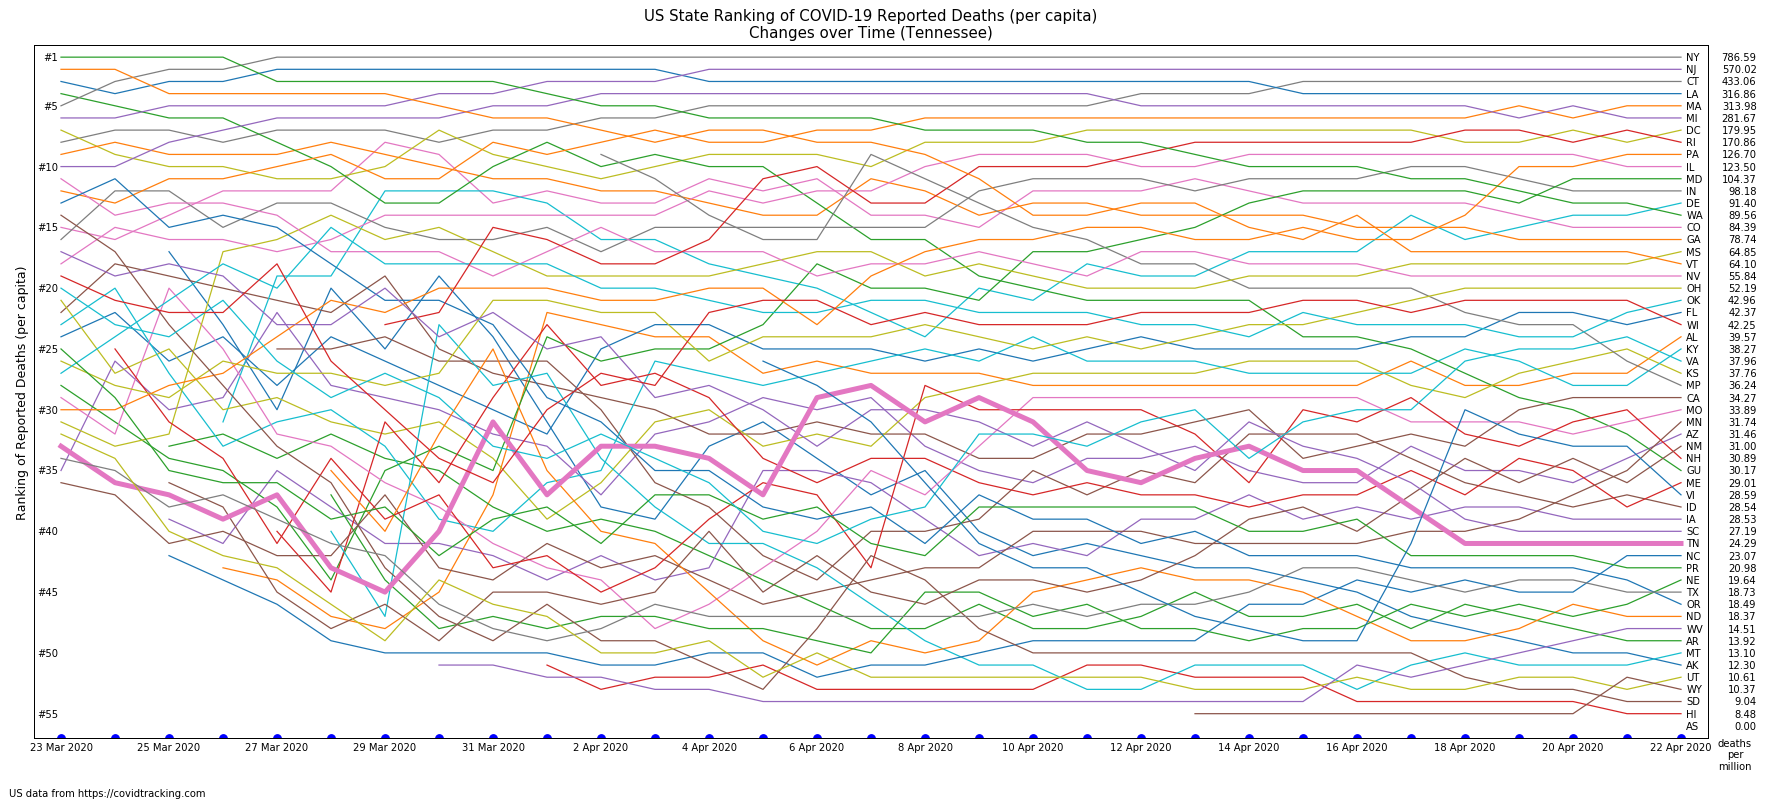 US State Ranking of COVID-19 Reported Deaths (per capita)
Changes over Time (Tennessee)
Ranking of Reported Deaths (per capita)
#1
#5
#10
#15
#20
#25
#30
#35
#40
#45
#50
#55
NY 786.59
NJ 570.02
CT 433.06
LA 316.86
MA 313.98
MI 281.67
DC 179.95
RI 170.86
PA 126.70
IL 123.50
MD 104.37
IN 98.18
DE 91.40
WA 89.56
CO 84.39
GA 78.74
MS 64.85
VT 64.10
NV 55.84
OH 52.19
OK 42.96
FL 42.37
WI 42.25
AL 39.57
KY 38.27
VA 37.96
KS 37.76
MP 36.24
CA 34.27
MO 33.89
MN 31.74
AZ 31.46
NM 31.00
NH 30.89
GU 30.17
ME 29.01
VI 28.59
ID 28.54
IA 28.53
SC 27.19
TN 24.29
NC 23.07
PR 20.98
NE 19.64
TX 18.73
OR 18.49
ND 18.37
WV 14.51
AR 13.92
MT 13.10
AK 12.30
UT 10.61
WY 10.37
SD 9.04
HI 8.48
AS 0.00
23 Mar 2020 25 Mar 2020 27 Mar 2020 29 Mar 2020 31 Mar 2020 2 Apr 2020 4 Apr 2020 6 Apr 2020 8 Apr 2020 10 Apr 2020 12 Apr 2020 14 Apr 2020 16 Apr 2020 18 Apr 2020 20 Apr 2020 22 Apr 2020
deaths
per
million
US data from https://covidtracking.com